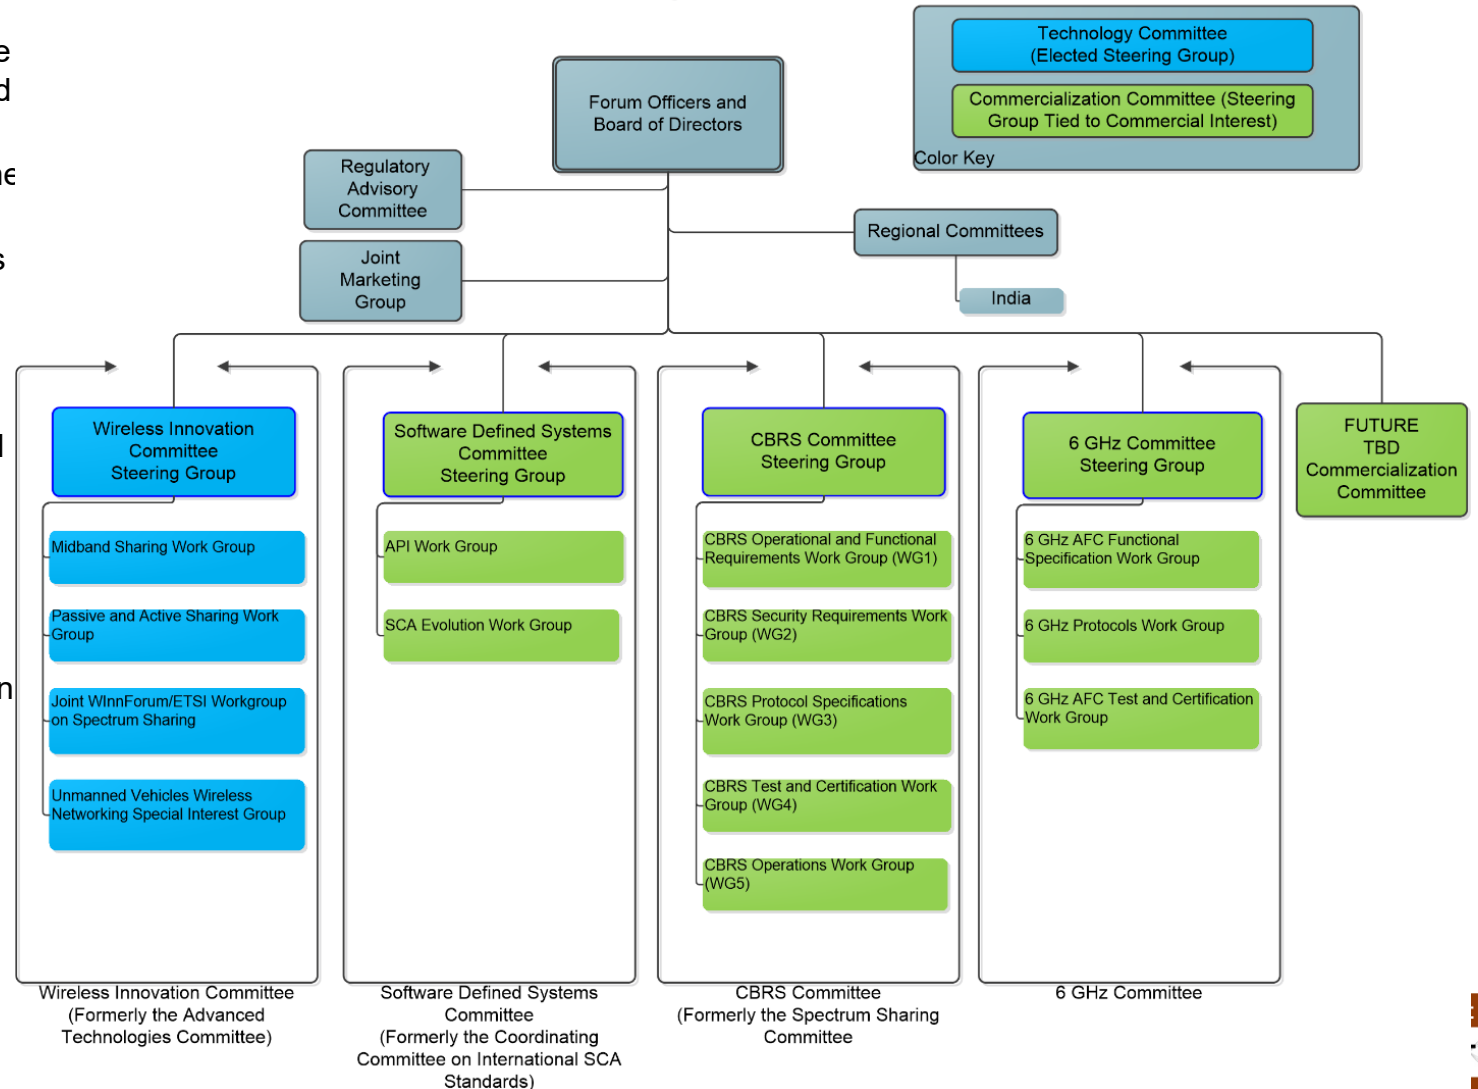 Technology Committee
(Elected Steering Group)
Commercialization Committee (Steering
Group Tied to Commercial Interest)
Color Key
Forum Officers and
Board of Directors
Regulatory
Advisory
Committee
Joint
Marketing
Group
Regional Committees
India
Wireless Innovation
Committee
Steering Group
Midband Sharing Work Group
Passive and Active Sharing Work
Group
Joint WInnForum/ETSI Workgroup
on Spectrum Sharing
Unmanned Vehicles Wireless
Networking Special Interest Group
Wireless Innovation Committee
(Formerly the Advanced
Technologies Committee)
Software Defined Systems
Committee
Steering Group
API Work Group
SCA Evolution Work Group
Software Defined Systems
Committee
(Formerly the Coordinating
Committee on International SCA
Standards)
CBRS Committee
Steering Group
CBRS Operational and Functional
Requirements Work Group (WG1)
CBRS Security Requirements Work
Group (WG2)
CBRS Protocol Specifications
Work Group (WG3)
CBRS Test and Certification Work
Group (WG4)
CBRS Operations Work Group
(WG5)
CBRS Committee
(Formerly the Spectrum Sharing
Committee
6 GHz Committee
Steering Group
6 GHz AFC Functional
Specification Work Group
6 GHz Protocols Work Group
6 GHz AFC Test and Certification
Work Group
6 GHz Committee
FUTURE
TBD
Commercialization
Committee